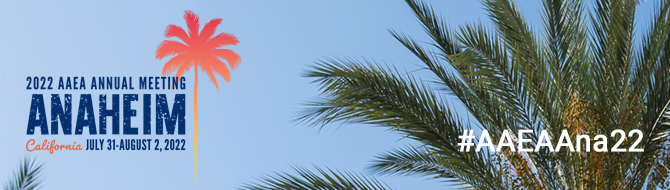 2022 AAEA ANNUAL MEETING
ANAHEIM
California JULY 31-AUGUST 2, 2022
#AAEAAna22